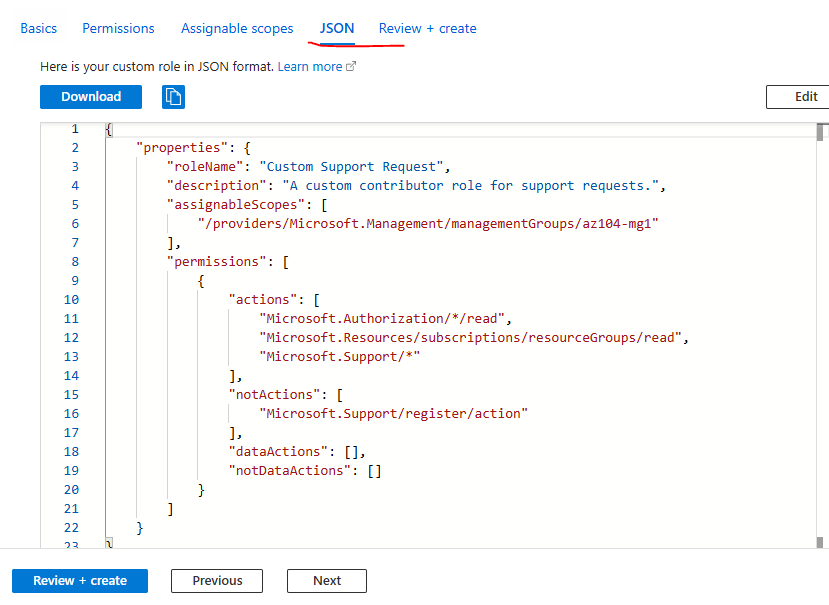 Basics Permissions Assignable scopes JSON Review + create
Here is your custom role in JSON format. Learn more
Download
Edit
1 {
2 "properties": {
3 "roleName": "Custom Support Request",
4 "description": "A custom contributor role for support requests.",
5 "assignableScopes": [
6 "/providers/Microsoft.Management/managementGroups/az104-mg1"
7 ],
8 "permissions": [
9 {
10 "actions": [
11 "Microsoft.Authorization/*/read",
12 "Microsoft.Resources/subscriptions/resourceGroups/read",
13 "Microsoft.Support/*"
14 ],
15 "notActions": [
16 "Microsoft.Support/register/action"
17 ],
18 "dataActions": [],
19 "notDataActions": []
20 }
21 ]
22 }
23 }
Review + create Previous Next